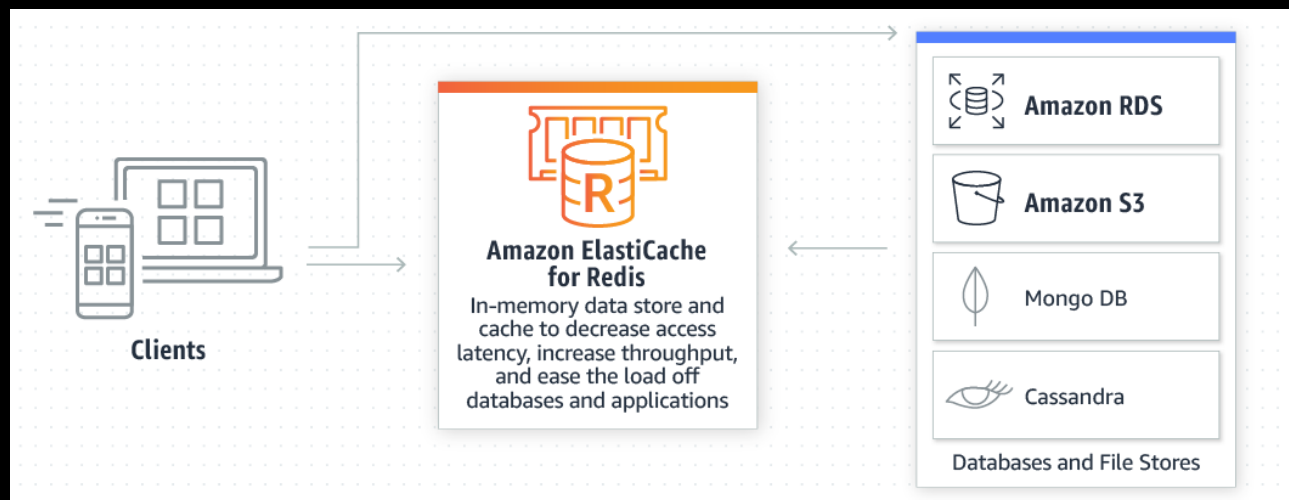 Clients
R
Amazon ElastiCache
for Redis
In-memory data store and
cache to decrease access
latency, increase throughput,
and ease the load off
databases and applications
Amazon RDS
Amazon S3
Mongo DB
Cassandra
Databases and File Stores